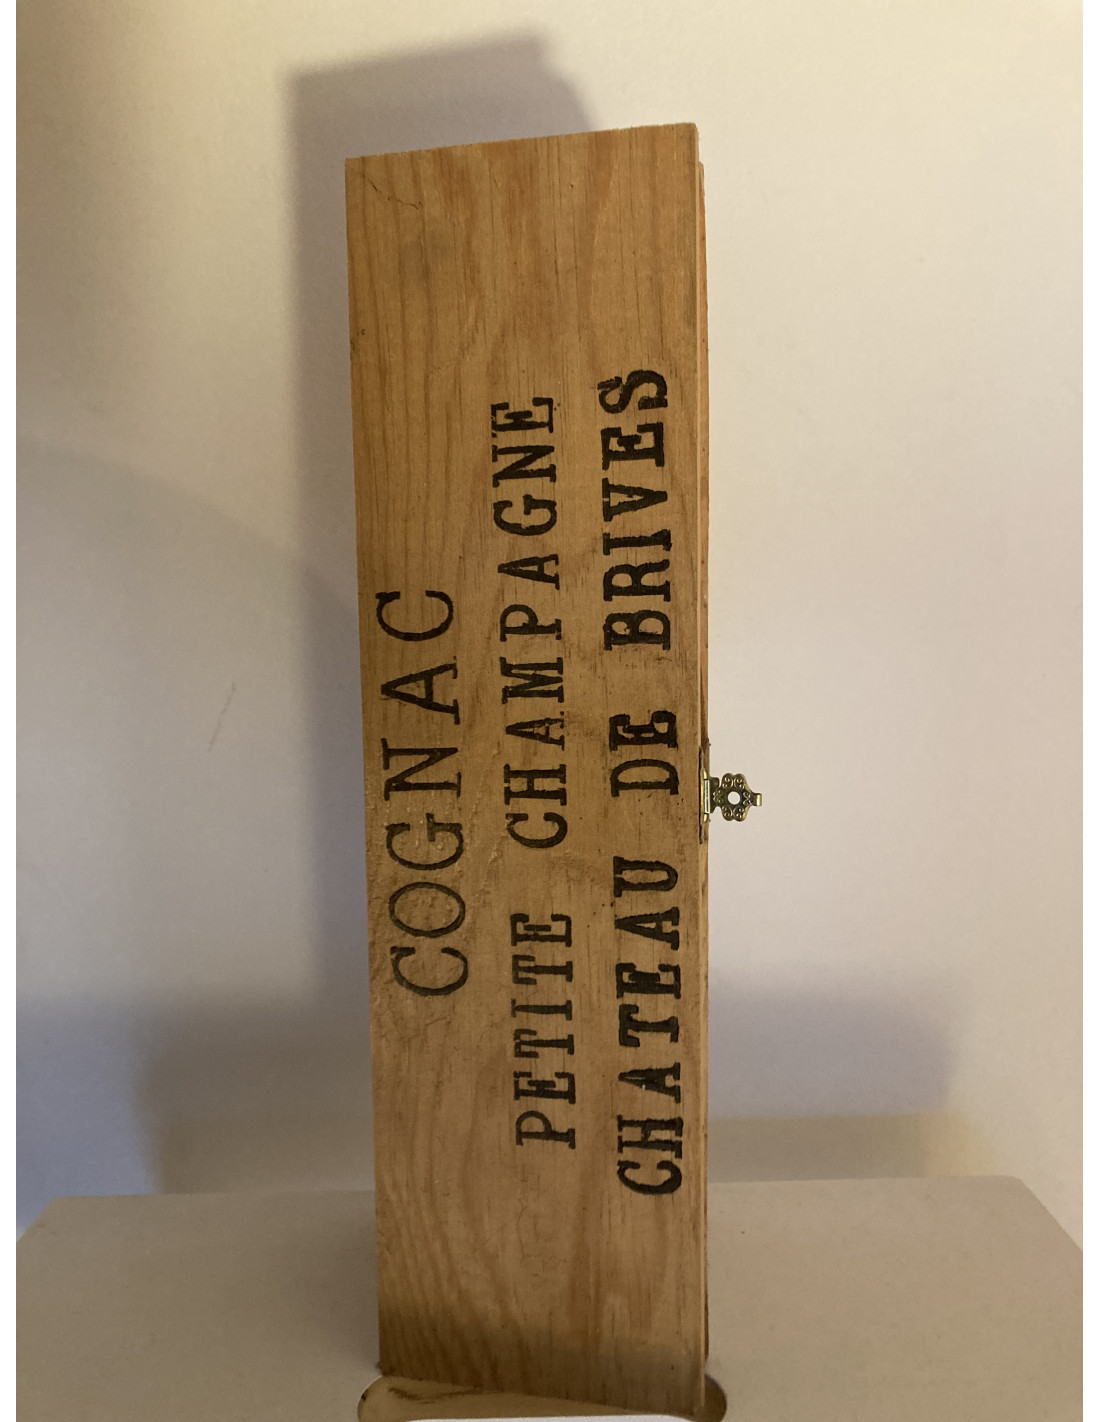 COGNAC
PETITE CHAMPAGNE
CHATEAU DE BRIVES